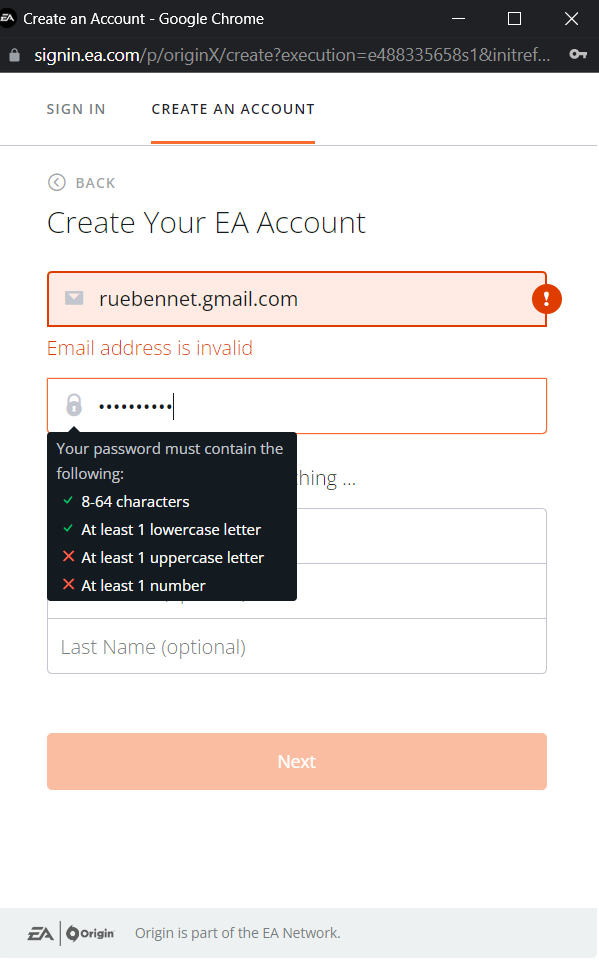 EA Create an Account - Google Chrome
signin.ea.com/p/originX/create?execution=e488335658s1&initref...
SIGN IN CREATE AN ACCOUNT
BACK
Create Your EA Account
ruebennet.gmail.com
!
Email address is invalid
••••••••••
Your password must contain the
following:
8-64 characters
At least 1 lowercase letter
At least 1 uppercase letter
At least 1 number
hing ...
Last Name (optional)
Next
EA Origin Origin is part of the EA Network.